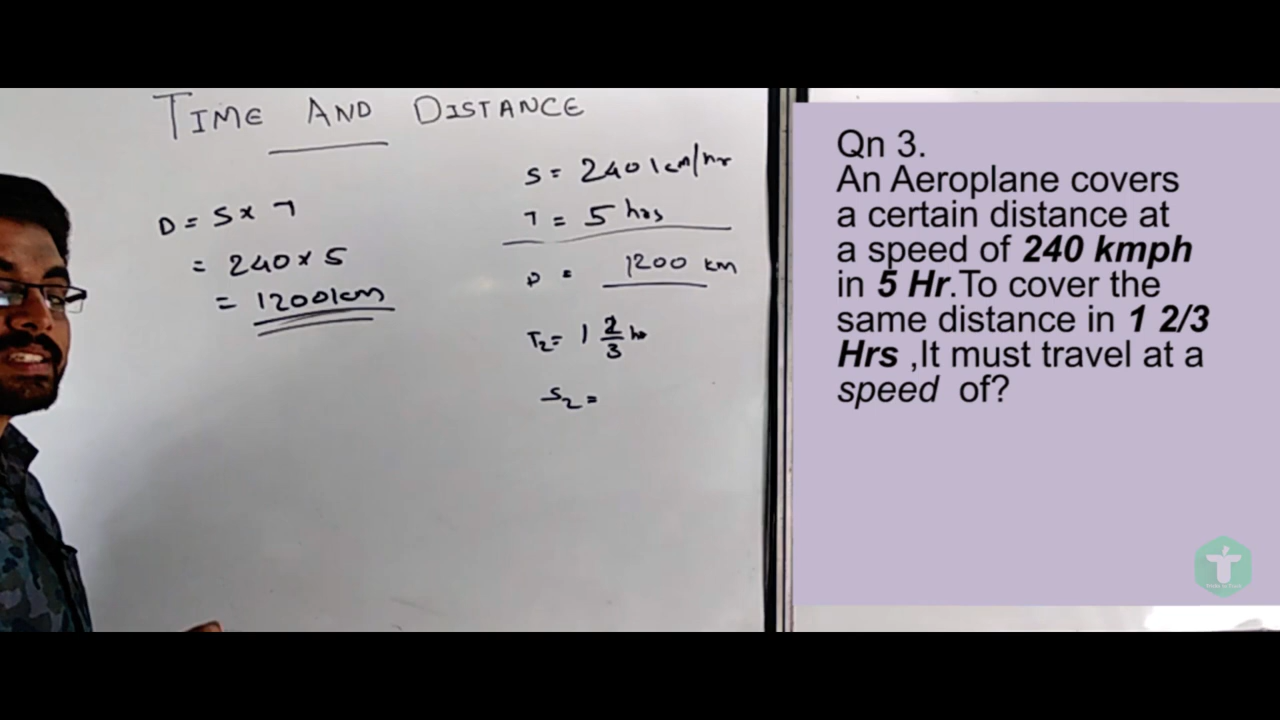 TIME AND DISTANCE
D = S x T
= 240 x 5
= 1200km
S = 240 km/hr
T = 5 hrs
D = 1200 km
T2 = 1 2/3 hr
S2 =
Qn 3.
An Aeroplane covers
a certain distance at
a speed of 240 kmph
in 5 Hr.To cover the
same distance in 1 2/3
Hrs ,It must travel at a
speed of?